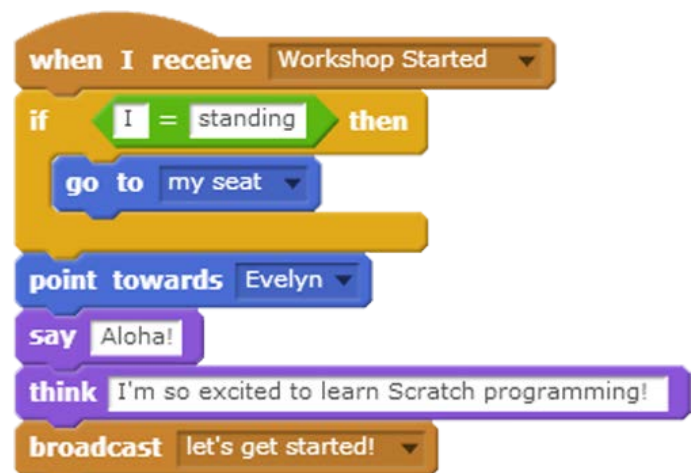 when I receive Workshop Started
if I = standing then
go to my seat
point towards Evelyn
say Aloha!
think I'm so excited to learn Scratch programming!
broadcast let's get started!